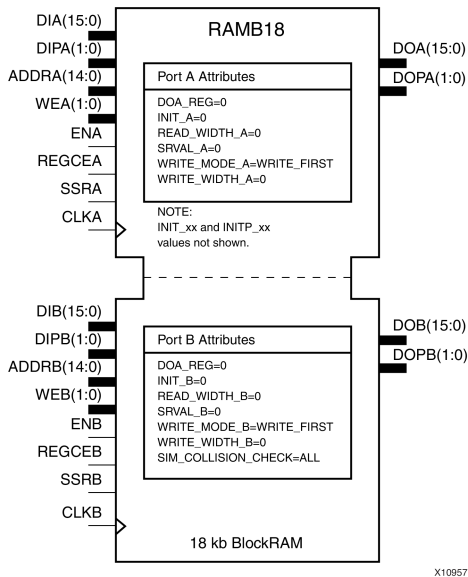 RAMB18
DIA(15:0)
DIPA(1:0)
ADDRA(14:0)
WEA(1:0)
ENA
REGCEA
SSRA
CLKA
DOA(15:0)
DOPA(1:0)
Port A Attributes
DOA_REG=0
INIT_A=0
READ_WIDTH_A=0
SRVAL_A=0
WRITE_MODE_A=WRITE_FIRST
WRITE_WIDTH_A=0
NOTE:
INIT_xx and INITP_xx
values not shown.
DIB(15:0)
DIPB(1:0)
ADDRB(14:0)
WEB(1:0)
ENB
REGCEB
SSRB
CLKB
DOB(15:0)
DOPB(1:0)
Port B Attributes
DOA_REG=0
INIT_B=0
READ_WIDTH_B=0
SRVAL_B=0
WRITE_MODE_B=WRITE_FIRST
WRITE_WIDTH_B=0
SIM_COLLISION_CHECK=ALL
18 kb BlockRAM
X10957